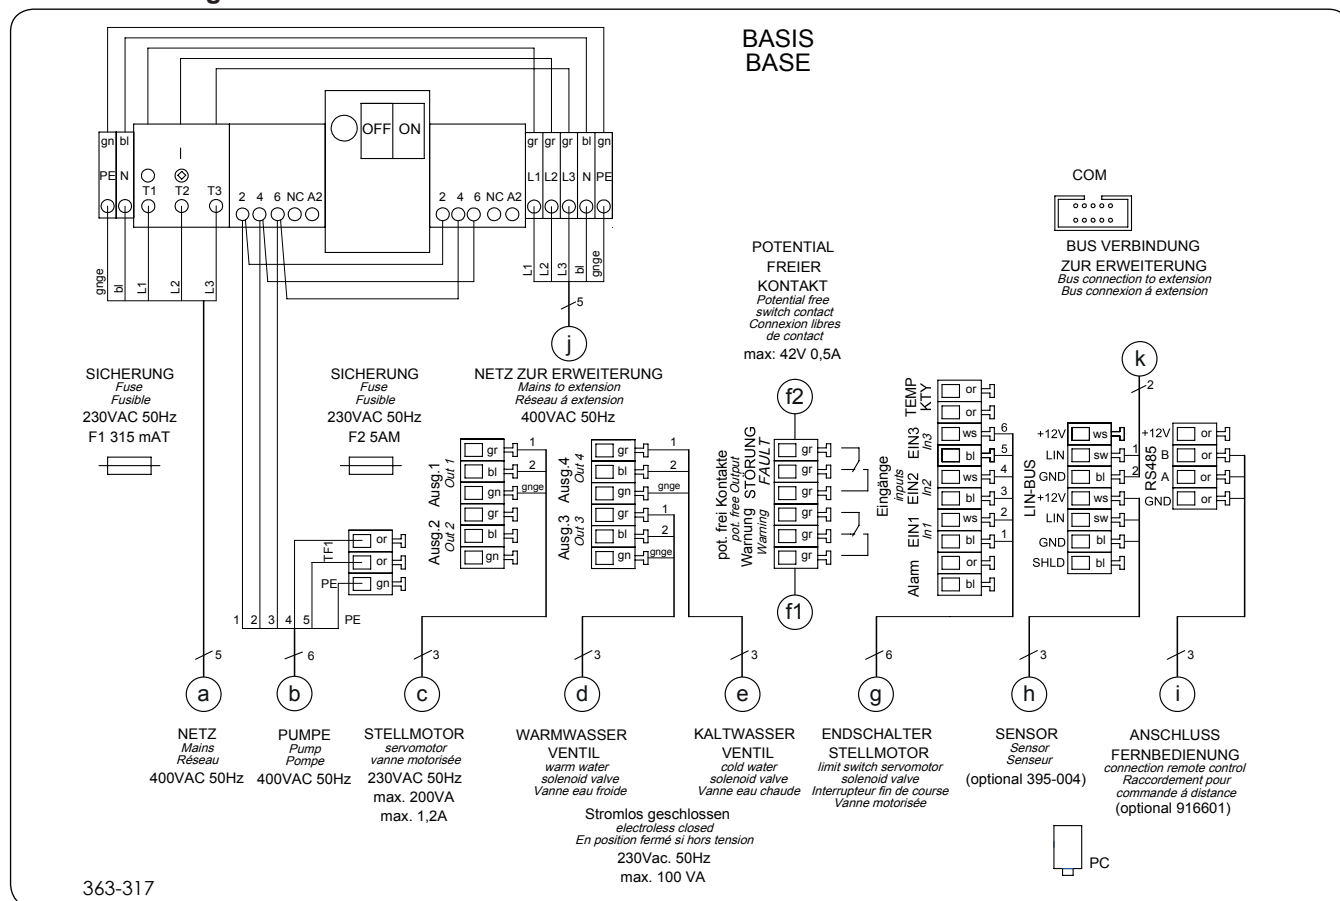 BASIS
BASE
OFF ON
gn bl
PE N
T1 T2 T3
2 4 6 NC A2
2 4 6 NC A2
gr gr gr bl gn
L1 L2 L3 N PE
gnge bl L1 L2 L3
L1 L2 L3 bl gnge
5
j
NETZ ZUR ERWEITERUNG
Mains to extension
Réseau á extension
400VAC 50Hz
SICHERUNG
Fuse
Fusible
230VAC 50Hz
F1 315 mAT
SICHERUNG
Fuse
Fusible
230VAC 50Hz
F2 5AM
COM
BUS VERBINDUNG
ZUR ERWEITERUNG
Bus connection to extension
Bus connexion á extension
POTENTIAL
FREIER
KONTAKT
Potential free
switch contact
Connexion libres
de contact
max: 42V 0,5A
f2
pot. frei Kontakte
pot. free Output
STÖRUNG
FAULT
Warnung
Warning
gr
gr
gr
gr
gr
gr
f1
TF1
or
or
PE gn
1 2 3 4 5 PE
Ausg.1
Out 1
gr 1
bl 2
gn gnge
Ausg.2
Out 2
gr
bl
gn
Ausg.4
Out 4
gr 1
bl 2
gn gnge
Ausg.3
Out 3
gr 1
bl 2
gn gnge
Eingänge
inputs
TEMP
KTY
or
or
EIN3
In3
ws 6
bl 5
EIN2
In2
ws 4
bl 3
EIN1
In1
ws 2
bl 1
Alarm
or
bl
k
2
LIN-BUS
+12V ws
LIN sw 1
GND bl 2
+12V ws
LIN sw
GND bl
SHLD bl
RS485
+12V or
B or
A or
GND or
5
a
NETZ
Mains
Réseau
400VAC 50Hz
6
b
PUMPE
Pump
Pompe
400VAC 50Hz
3
c
STELLMOTOR
servomotor
vanne motorisée
230VAC 50Hz
max. 200VA
max. 1,2A
3
d
WARMWASSER
VENTIL
warm water
solenoid valve
Vanne eau froide
3
e
KALTWASSER
VENTIL
cold water
solenoid valve
Vanne eau chaude
Stromlos geschlossen
electroless closed
En position fermé si hors tension
230Vac. 50Hz
max. 100 VA
6
g
ENDSCHALTER
STELLMOTOR
limit switch servomotor
solenoid valve
Interrupteur fin de course
Vanne motorisée
3
h
SENSOR
Sensor
Senseur
(optional 395-004)
3
i
ANSCHLUSS
FERNBEDIENUNG
connection remote control
Raccordement pour
commande á distance
(optional 916601)
PC
363-317